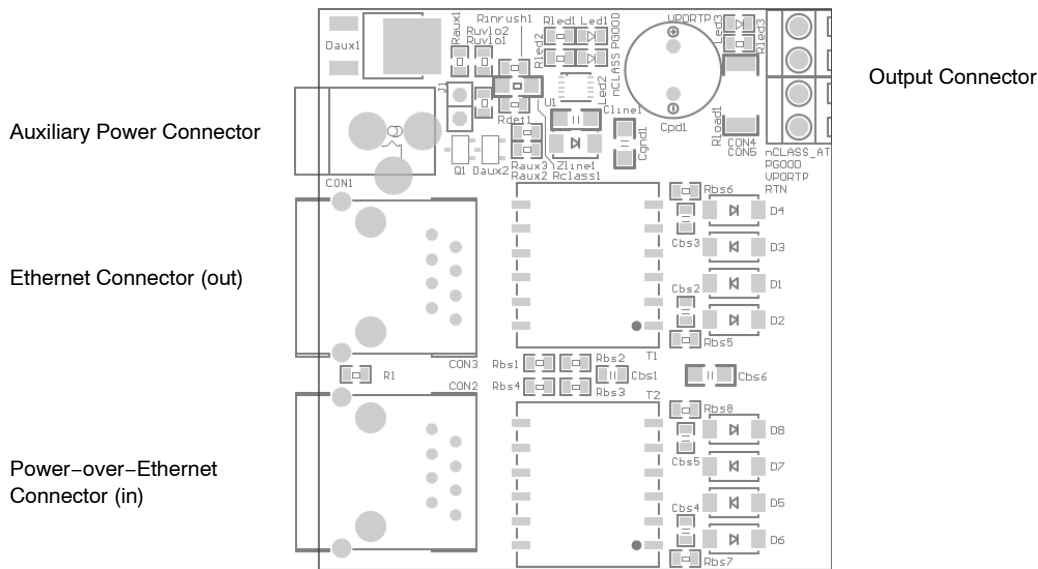 Raux1
Rinrush1
Rled1 Led1
VPORTP
Led3
Rled3
Daux1
Ruvlo2
Ruvlo1
Rled2
nCLASS PGOOD
Output Connector
J1
Led2
U1
Cline1
Rdet1
Cgnd1
Cpd1
Rload1
CON4
CON5
nCLASS_AT
PGOOD
VPORTP
RTN
Auxiliary Power Connector
Q1
Daux2
Raux3
Raux2
Zline1
Rclass1
CON1
Rbs6
D4
Cbs3
D3
Ethernet Connector (out)
Cbs2
D1
D2
Rbs5
T1
CON3
Rbs1
Rbs2
R1
Cbs1
Cbs6
CON2
Rbs4
Rbs3
T2
Rbs8
D8
Cbs5
D7
Power−over−Ethernet
Connector (in)
Cbs4
D5
D6
Rbs7